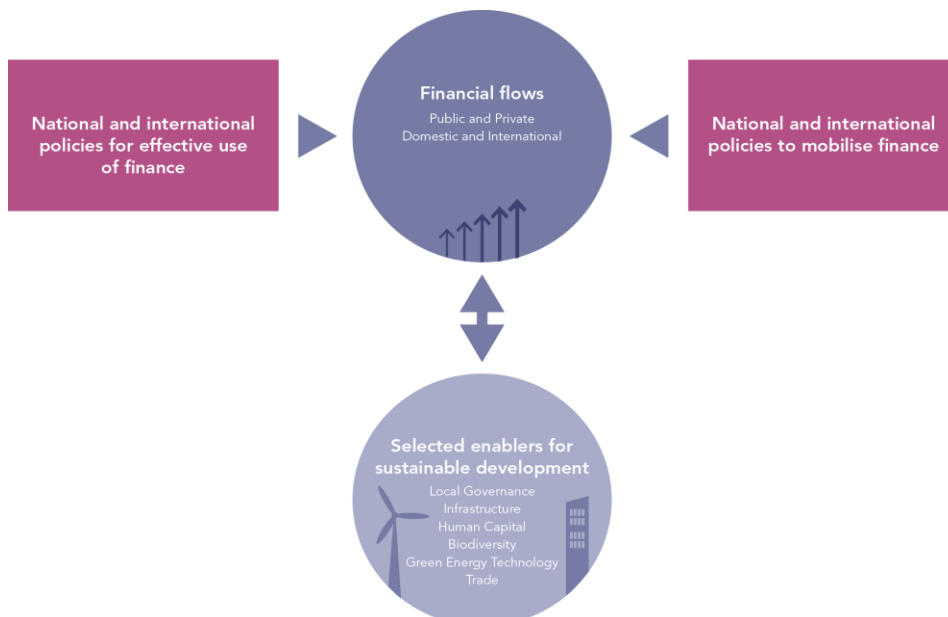 National and international
policies for effective use
of finance
Financial flows
Public and Private
Domestic and International
National and international
policies to mobilise finance
Selected enablers for
sustainable development
Local Governance
Infrastructure
Human Capital
Biodiversity
Green Energy Technology
Trade